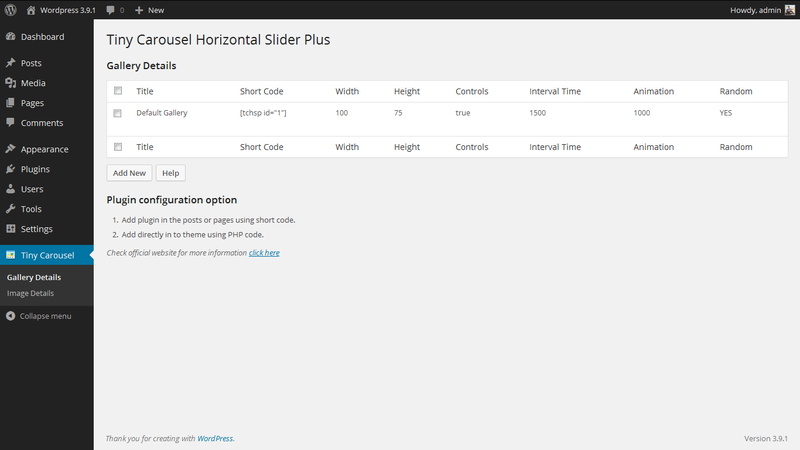 Wordpress 3.9.1 0 New Howdy, admin
Dashboard
Posts
Media
Pages
Comments
Appearance
Plugins
Users
Tools
Settings
Tiny Carousel
Gallery Details
Image Details
Collapse menu
Tiny Carousel Horizontal Slider Plus
Gallery Details
Title Short Code Width Height Controls Interval Time Animation Random
Default Gallery [tchsp id="1"] 100 75 true 1500 1000 YES
Title Short Code Width Height Controls Interval Time Animation Random
Add New Help
Plugin configuration option
1. Add plugin in the posts or pages using short code.
2. Add directly in to theme using PHP code.
Check official website for more information click here
Thank you for creating with WordPress. Version 3.9.1